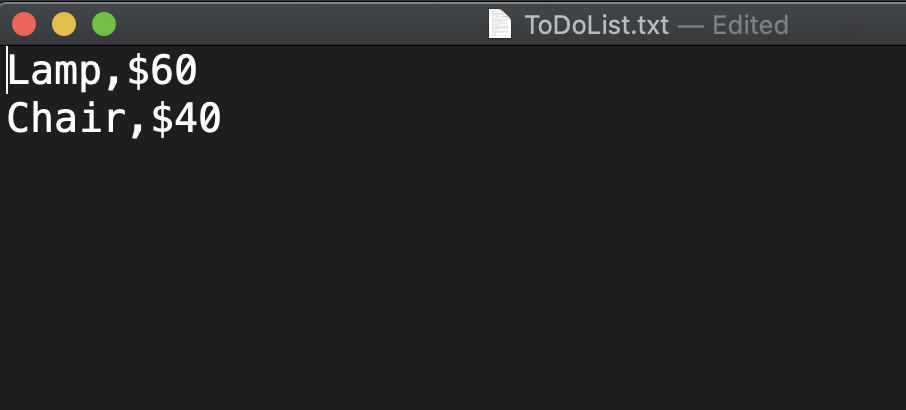 ToDoList.txt — Edited
Lamp,$60
Chair,$40